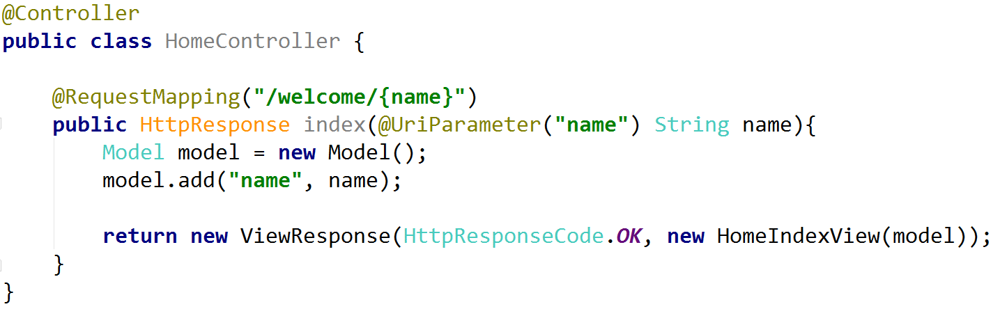 @Controller
public class HomeController {
@RequestMapping("/welcome/{name}")
public HttpResponse index(@UriParameter("name") String name){
Model model = new Model();
model.add("name", name);
return new ViewResponse(HttpResponseCode.OK, new HomeIndexView(model));
}
}